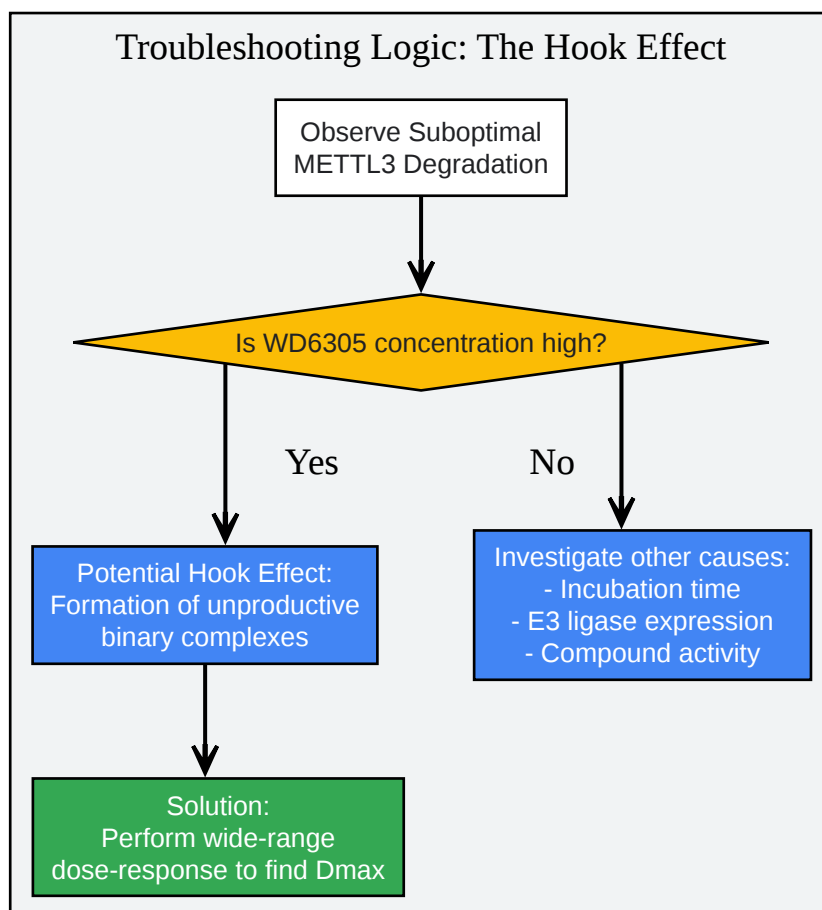 Troubleshooting Logic: The Hook Effect
Observe Suboptimal
METTL3 Degradation
Is WD6305 concentration high?
Yes
No
Potential Hook Effect:
Formation of unproductive
binary complexes
Investigate other causes:
- Incubation time
- E3 ligase expression
- Compound activity
Solution:
Perform wide-range
dose-response to find Dmax